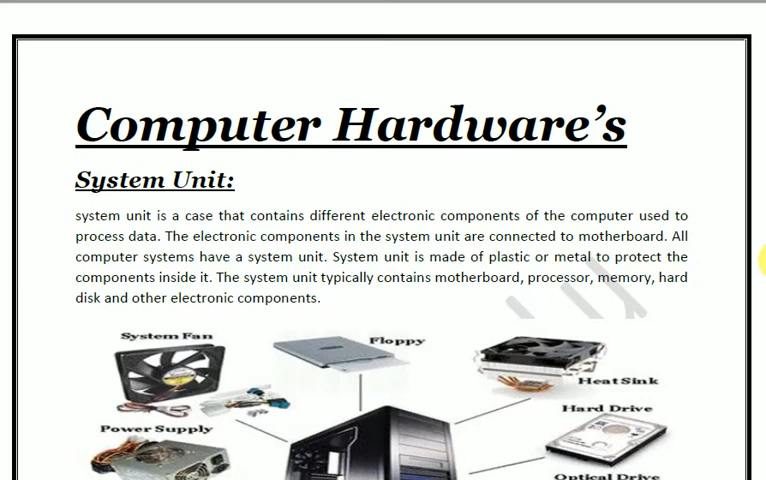 Computer Hardware’s
System Unit:
system unit is a case that contains different electronic components of the computer used to
process data. The electronic components in the system unit are connected to motherboard. All
computer systems have a system unit. System unit is made of plastic or metal to protect the
components inside it. The system unit typically contains motherboard, processor, memory, hard
disk and other electronic components.
System Fan
Floppy
Heat Sink
Hard Drive
Power Supply
Optical Drive